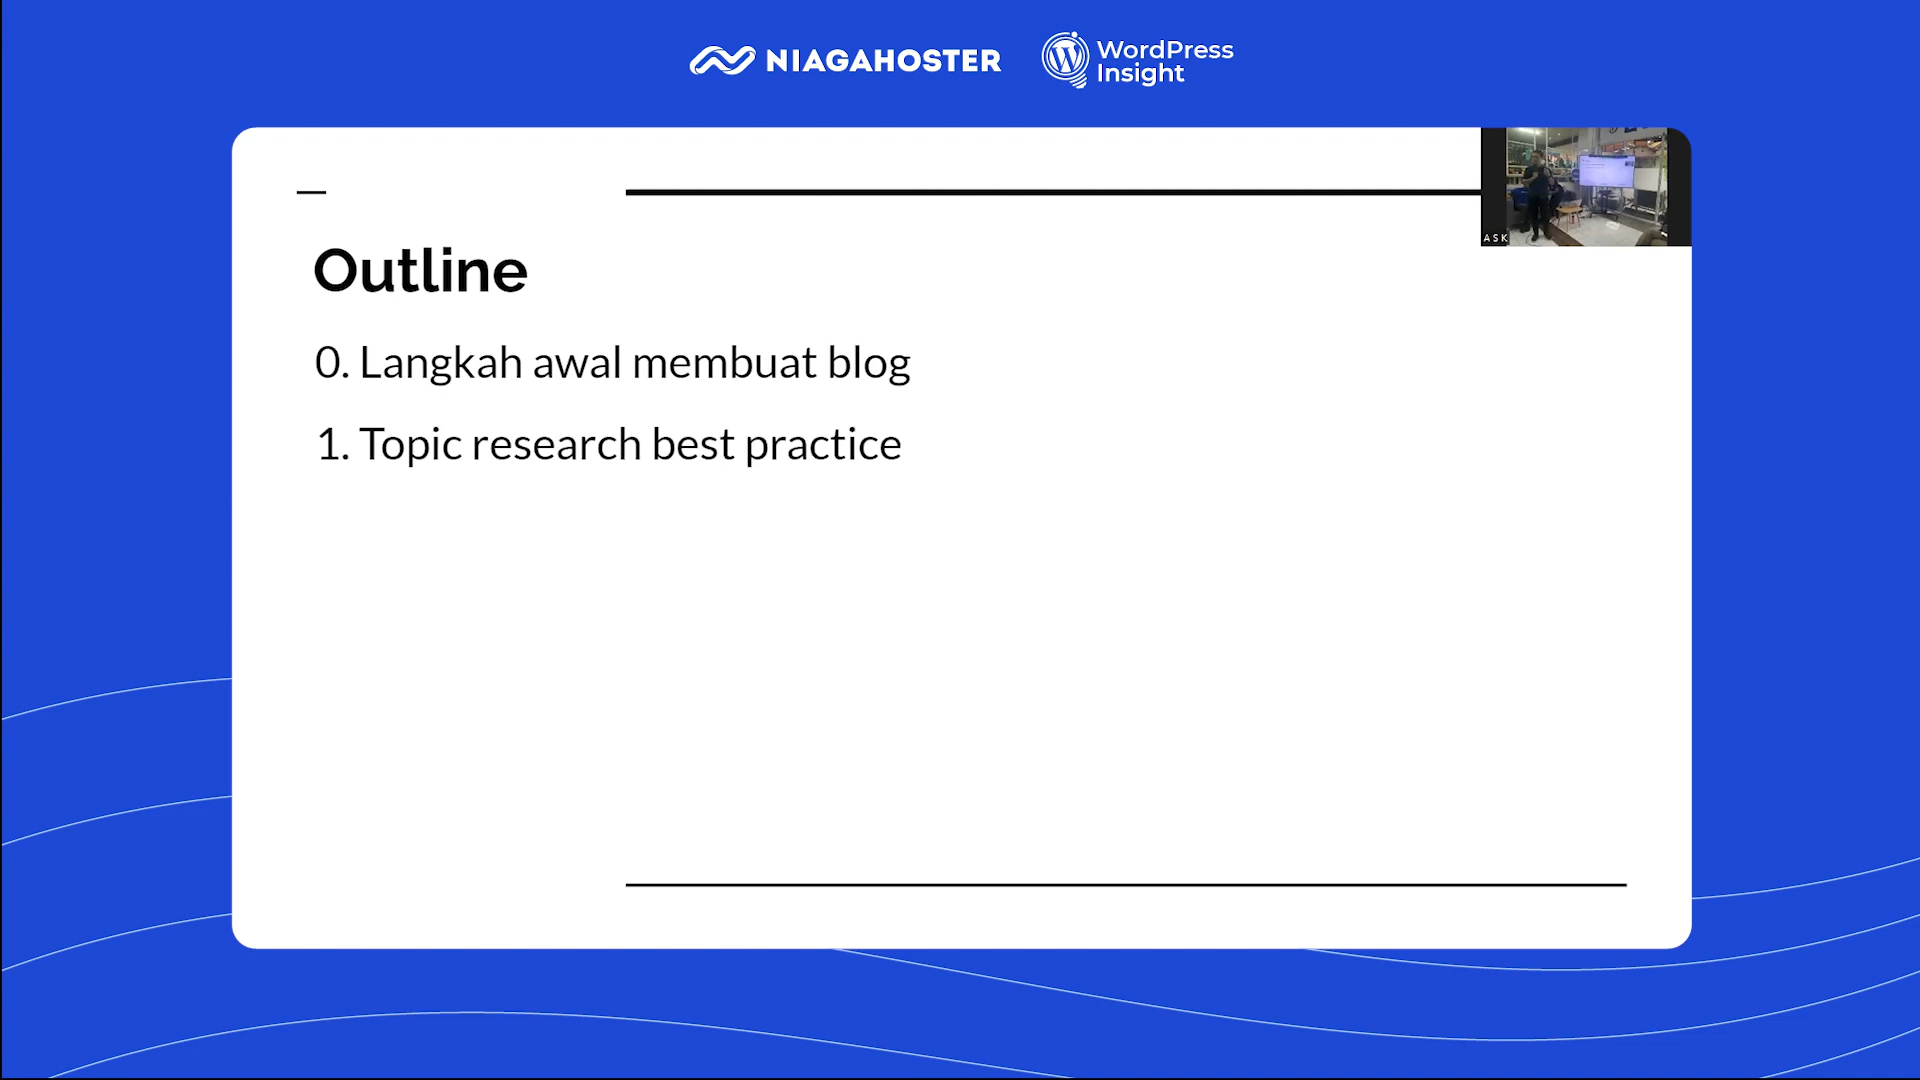 NIAGAHOSTER
WordPress
Insight
ASK
Outline
0. Langkah awal membuat blog
1. Topic research best practice